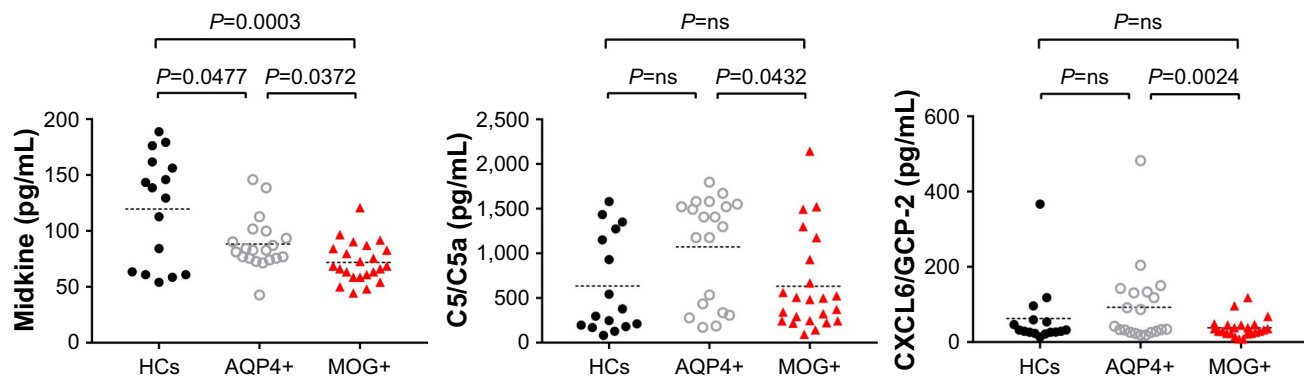 P=0.0003
P=0.0477 P=0.0372
Midkine (pg/mL)
200
150
100
50
0
HCs AQP4+ MOG+
P=ns
P=ns P=0.0432
C5/C5a (pg/mL)
2,500
2,000
1,500
1,000
500
0
HCs AQP4+ MOG+
P=ns
P=ns P=0.0024
CXCL6/GCP-2 (pg/mL)
600
400
200
0
HCs AQP4+ MOG+